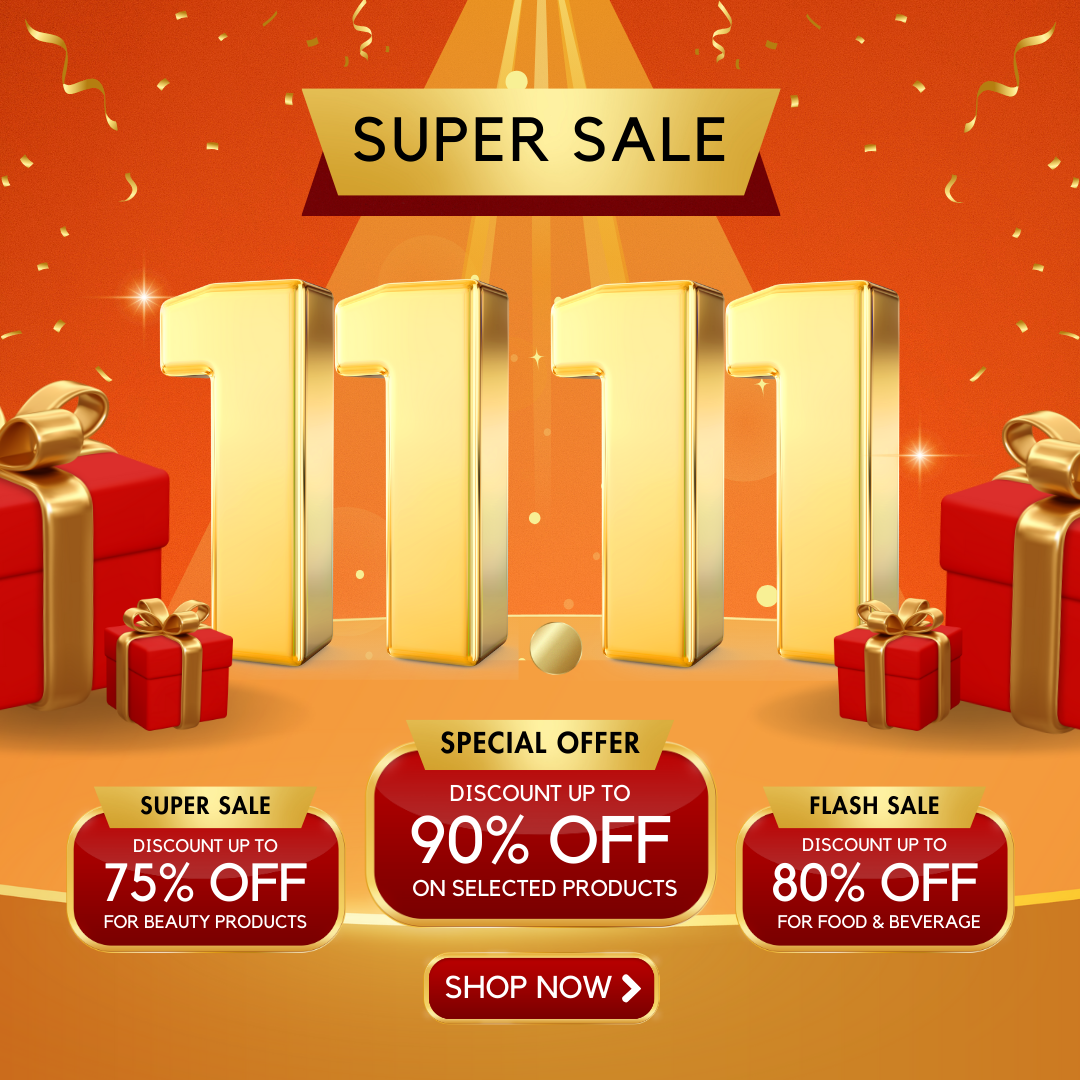 SUPER SALE
11 11
SPECIAL OFFER
DISCOUNT UP TO
90% OFF
ON SELECTED PRODUCTS
SUPER SALE
DISCOUNT UP TO
75% OFF
FOR BEAUTY PRODUCTS
FLASH SALE
DISCOUNT UP TO
80% OFF
FOR FOOD & BEVERAGE
SHOP NOW